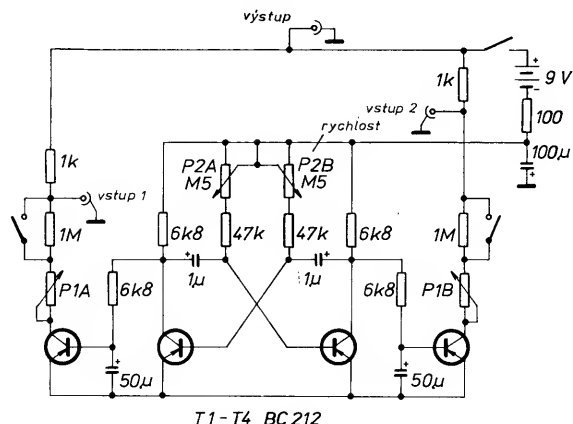 výstup
1k
+
-
9 V
vstup 2
rychlost
100
1k
P2A
M5
P2B
M5
100µ
+
vstup 1
1M
6k8
47k
47k
6k8
1M
+
1µ
+
1µ
P1A
6k8
6k8
P1B
+
50µ
+
50µ
T1-T4 BC 212